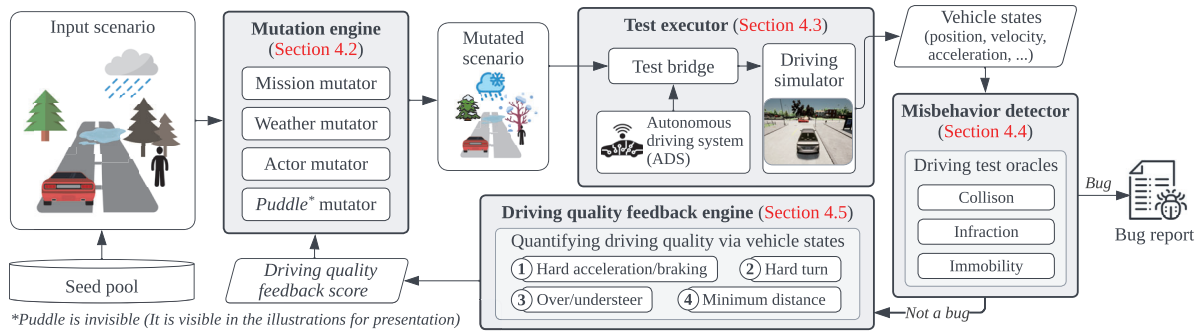 Input scenario
Seed pool
*Puddle is invisible (It is visible in the illustrations for presentation)
Mutation engine
(Section 4.2)
Mission mutator
Weather mutator
Actor mutator
Puddle* mutator
Driving quality
feedback score
Mutated
scenario
Test executor (Section 4.3)
Test bridge
Autonomous
driving system
(ADS)
Driving
simulator
Vehicle states
(position, velocity,
acceleration, ...)
Misbehavior detector
(Section 4.4)
Driving test oracles
Collison
Infraction
Immobility
Bug
Bug report
Not a bug
Driving quality feedback engine (Section 4.5)
Quantifying driving quality via vehicle states
1 Hard acceleration/braking
2 Hard turn
3 Over/understeer
4 Minimum distance